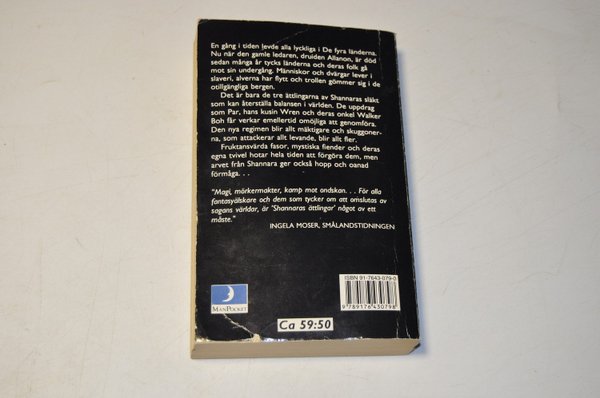 En gång i tiden levde alla lyckliga i De fyra länderna.
Nu när den gamle ledaren, druiden Allanon, är död
sedan många år tycks länderna och deras folk gå
mot sin undergång. Människor och dvärgar lever i
slaveri, alverna har flytt och trollen gömmer sig i de
otillgängliga bergen.
Det är bara de tre ättlingarna av Shannaras släkt
som kan återställa balansen i världen. De uppdrag
som Par, hans kusin Wren och deras onkel Walker
Boh får verkar emellertid omöjliga att genomföra.
Den nya regimen blir allt mäktigare och skuggorer-
na, som attackerar allt levande, blir allt fler.
Fruktansvärda fasor, mystiska fiender och deras
egna tvivel hotar hela tiden att förgöra dem, men
arvet från Shannara ger också hopp och oanad
förmåga. . .
"Magi, mörkermakter, kamp mot ondskan. . . För alla
fantasyälskare och dem som tycker om att omslutas av
sagans världar, är 'Shannaras ättlingar' något av ett
måste."
INGELA MOSER, SMÅLANDSTIDNINGEN
ISBN 91-7643-079-0
9 789176 430798
MÅNPOCKET
Ca 59:50